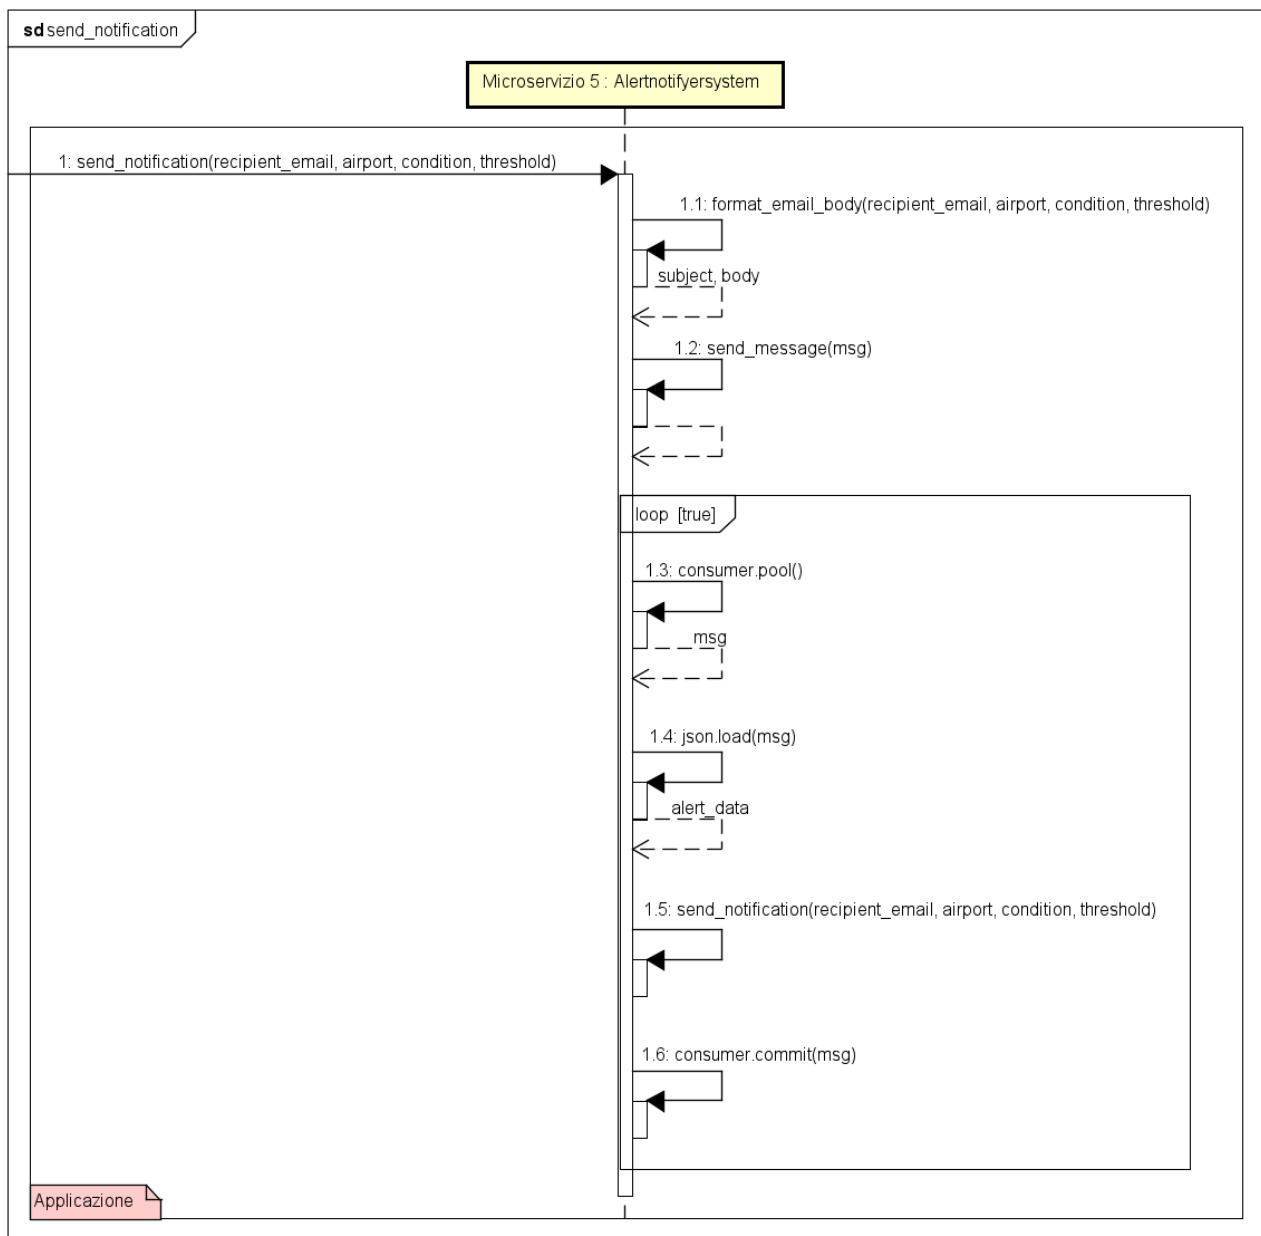 sd send_notification
Microservizio 5 : Alertnotifyersystem
1: send_notification(recipient_email, airport, condition, threshold)
1.1: format_email_body(recipient_email, airport, condition, threshold)
subject, body
1.2: send_message(msg)
loop [true]
1.3: consumer.pool()
msg
1.4: json.load(msg)
alert_data
1.5: send_notification(recipient_email, airport, condition, threshold)
1.6: consumer.commit(msg)
Applicazione